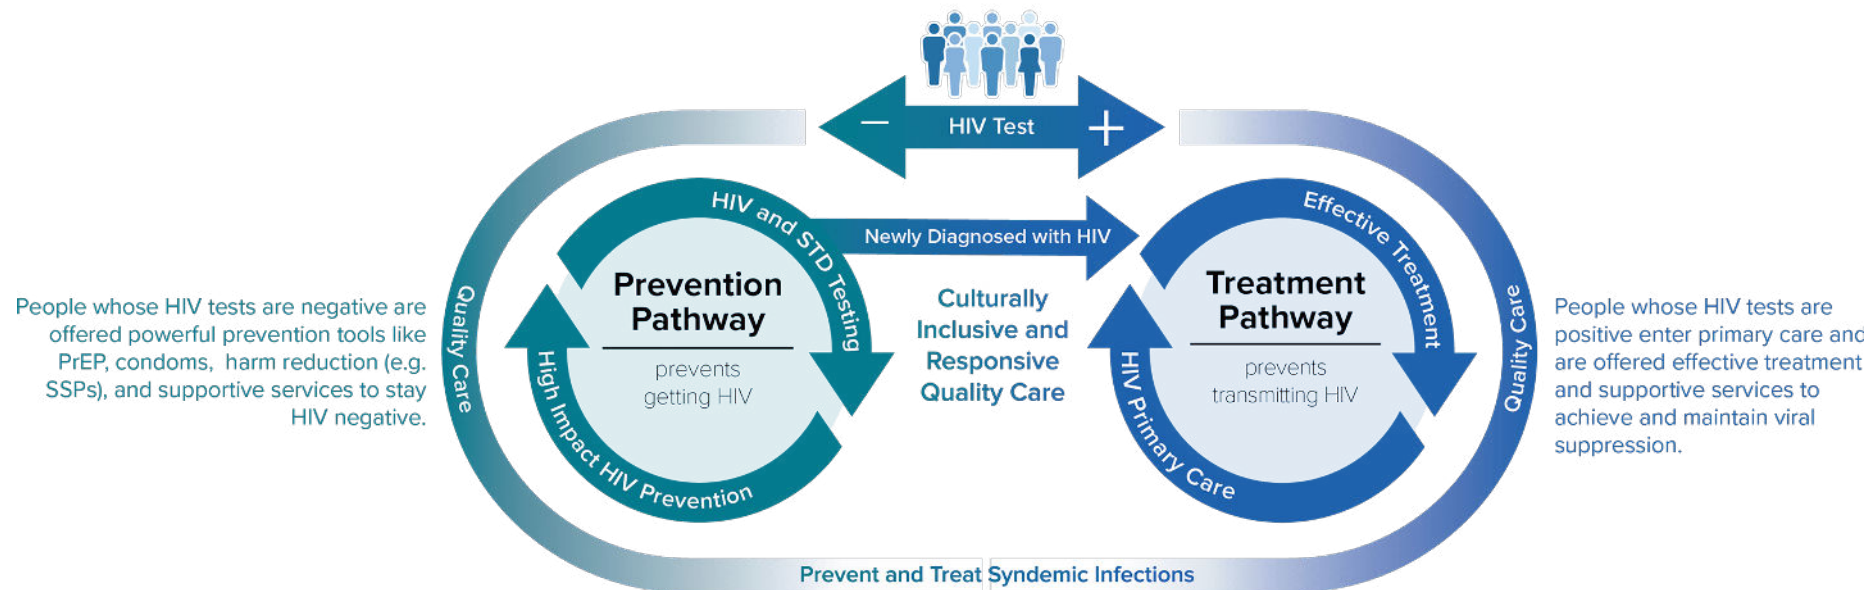 − HIV Test +
HIV and STD Testing
Newly Diagnosed with HIV
Effective Treatment
Quality Care
People whose HIV tests are negative are
offered powerful prevention tools like
PrEP, condoms, harm reduction (e.g.
SSPs), and supportive services to stay
HIV negative.
Prevention
Pathway
prevents
getting HIV
High Impact HIV Prevention
Culturally
Inclusive and
Responsive
Quality Care
Treatment
Pathway
prevents
transmitting HIV
HIV Primary Care
Quality Care
People whose HIV tests are
positive enter primary care and
are offered effective treatment
and supportive services to
achieve and maintain viral
suppression.
Prevent and Treat Syndemic Infections